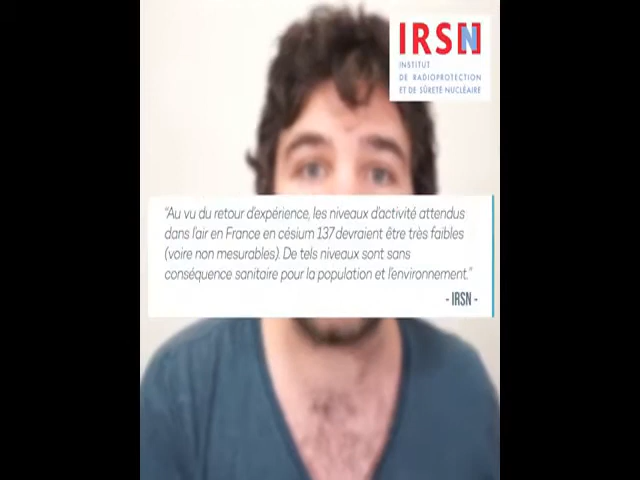 IRSN
INSTITUT
DE RADIOPROTECTION
ET DE SÛRETÉ NUCLÉAIRE
"Au vu du retour d'expérience, les niveaux d'activité attendus
dans l'air en France en césium 137 devraient être très faibles
(voire non mesurables). De tels niveaux sont sans
conséquence sanitaire pour la population et l'environnement."
- IRSN -